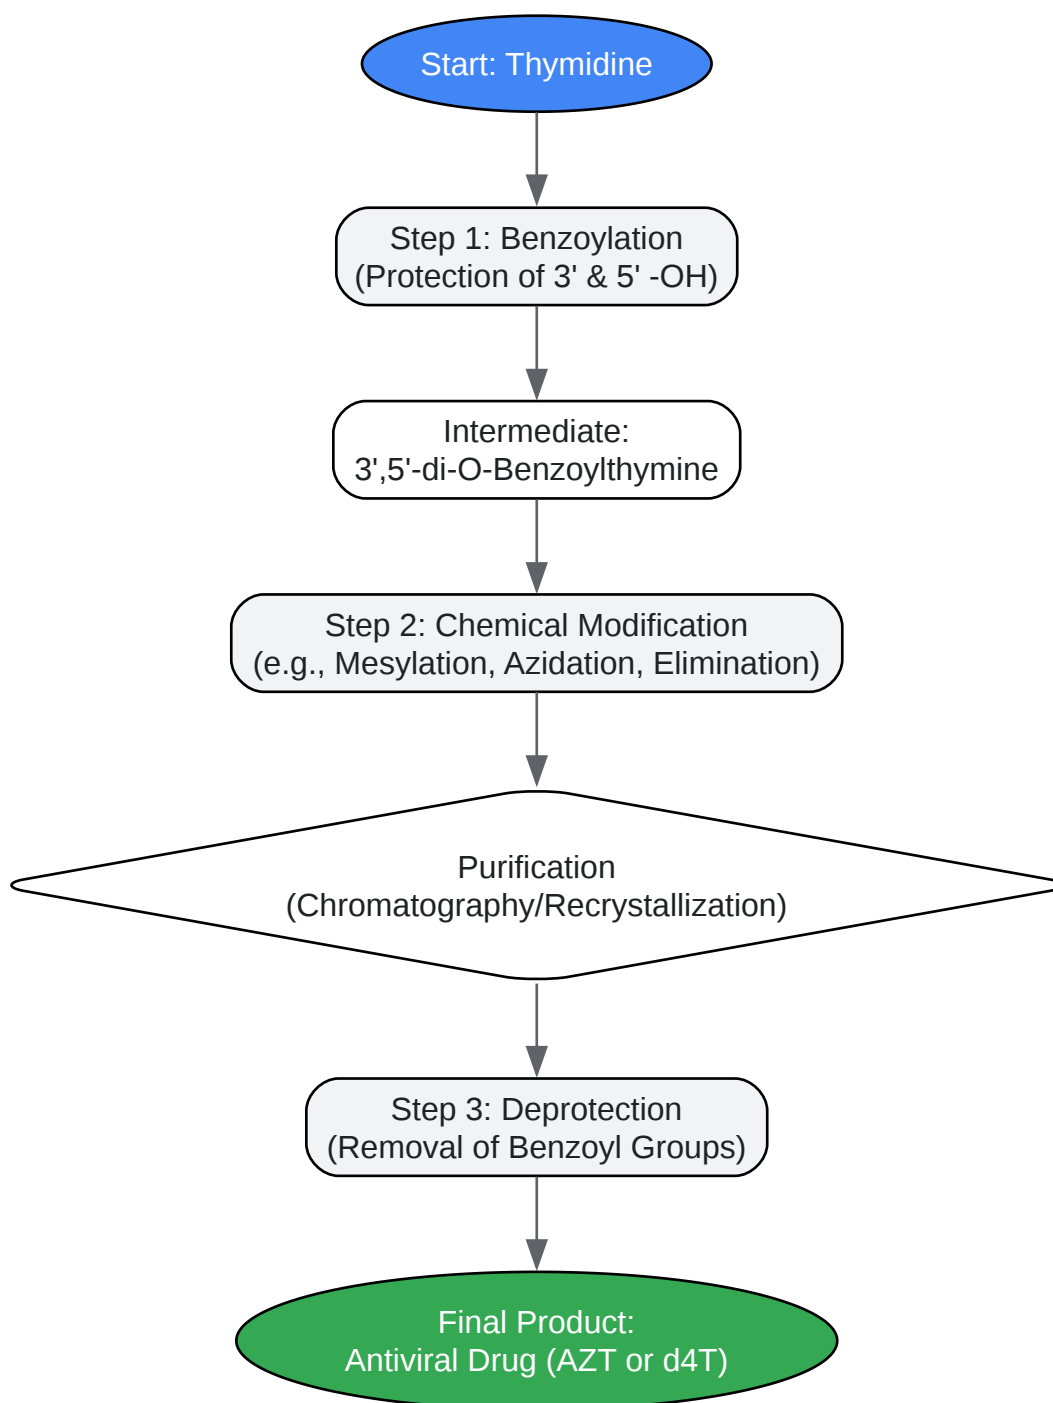 Start: Thymidine
Step 1: Benzoylation
(Protection of 3' & 5' -OH)
Intermediate:
3',5'-di-O-Benzoylthymine
Step 2: Chemical Modification
(e.g., Mesylation, Azidation, Elimination)
Purification
(Chromatography/Recrystallization)
Step 3: Deprotection
(Removal of Benzoyl Groups)
Final Product:
Antiviral Drug (AZT or d4T)